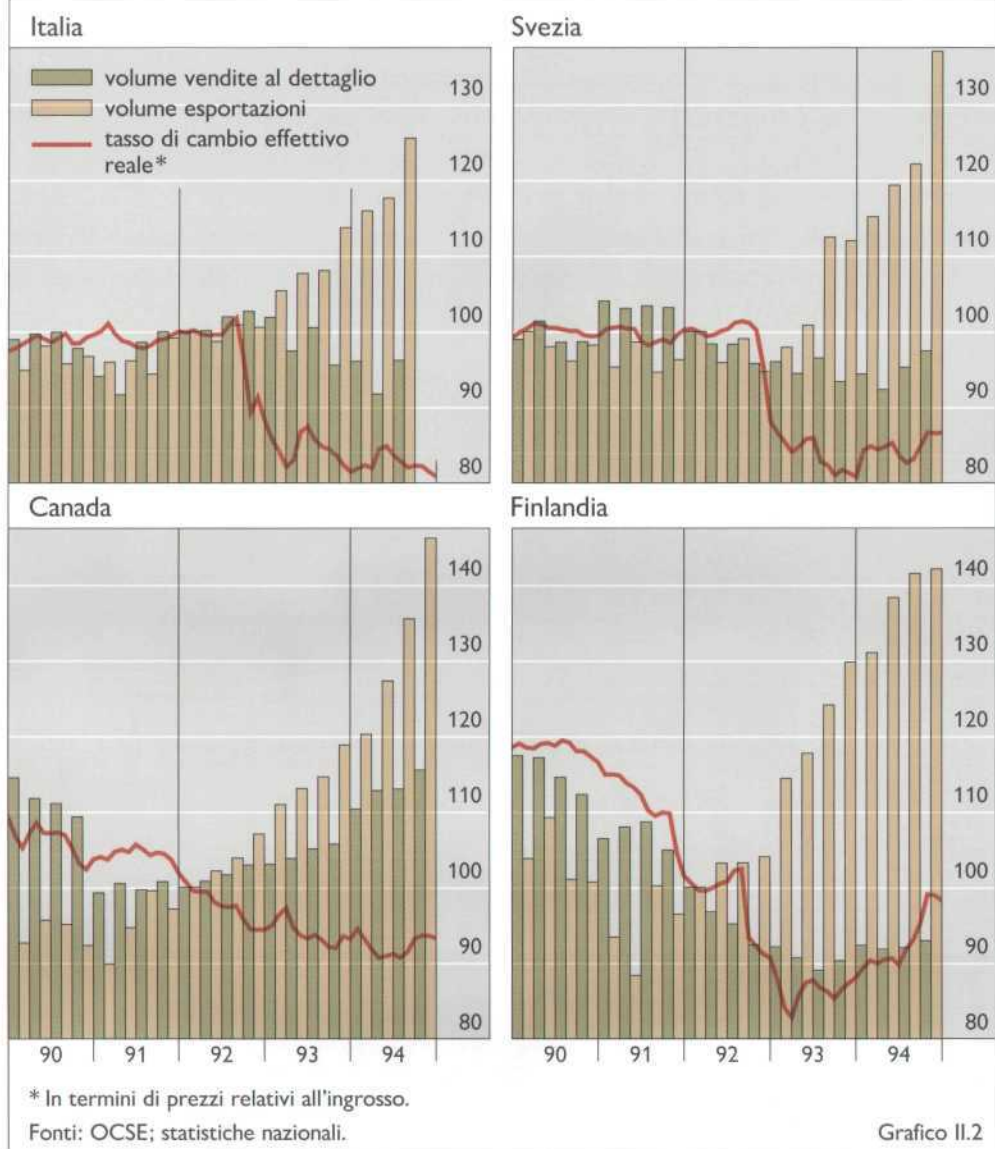 Italia
volume vendite al dettaglio
volume esportazioni
tasso di cambio effettivo
reale*
130
120
110
100
90
80
Svezia
130
120
110
100
90
80
Canada
140
130
120
110
100
90
80
90 91 92 93 94
Finlandia
140
130
120
110
100
90
80
90 91 92 93 94
* In termini di prezzi relativi all'ingrosso.
Fonti: OCSE; statistiche nazionali.
Grafico II.2